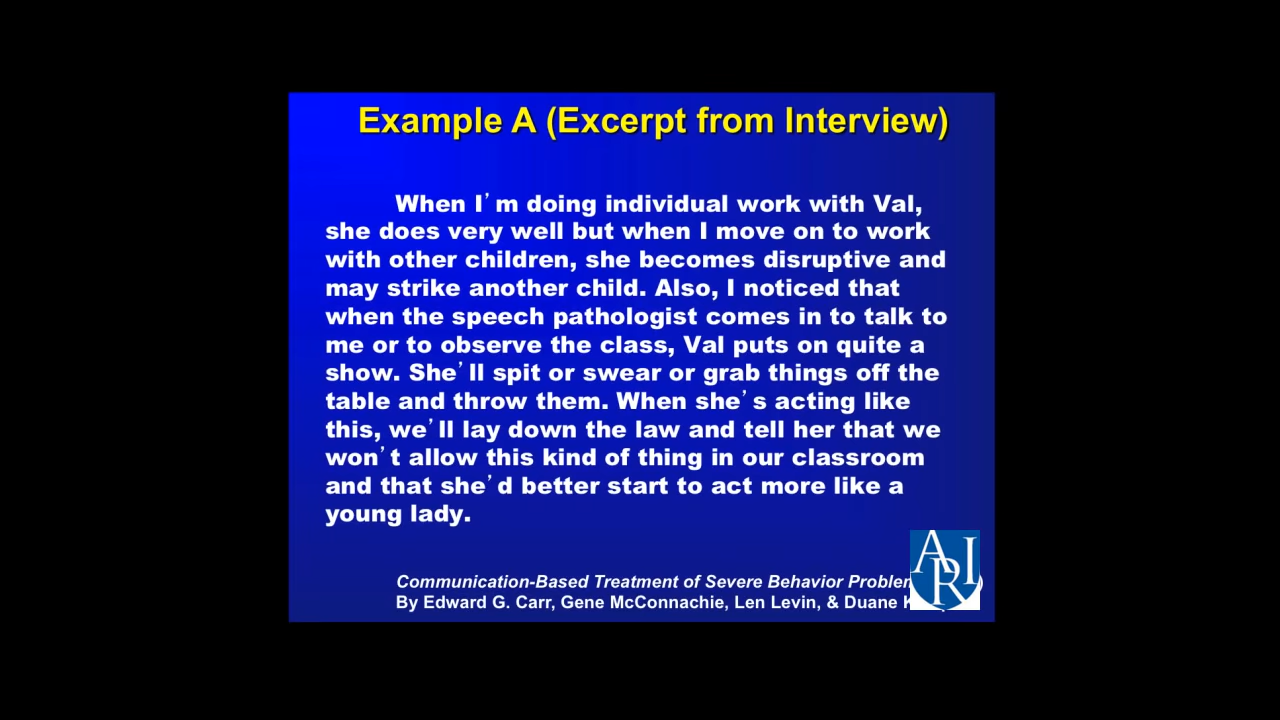 Example A (Excerpt from Interview)
When I’m doing individual work with Val,
she does very well but when I move on to work
with other children, she becomes disruptive and
may strike another child. Also, I noticed that
when the speech pathologist comes in to talk to
me or to observe the class, Val puts on quite a
show. She’ll spit or swear or grab things off the
table and throw them. When she’s acting like
this, we’ll lay down the law and tell her that we
won’t allow this kind of thing in our classroom
and that she’d better start to act more like a
young lady.
ARI
Communication-Based Treatment of Severe Behavior
By Edward G. Carr, Gene McConnachie, Len Levin, & Duane